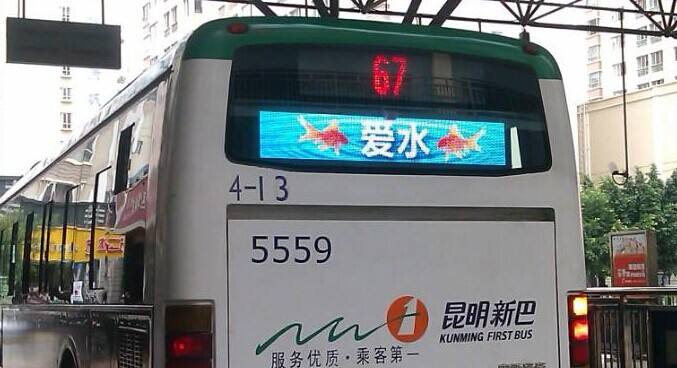 67
爱水
4-13
5559
昆明新巴
KUNMING FIRST BUS
服务优质·乘客第一